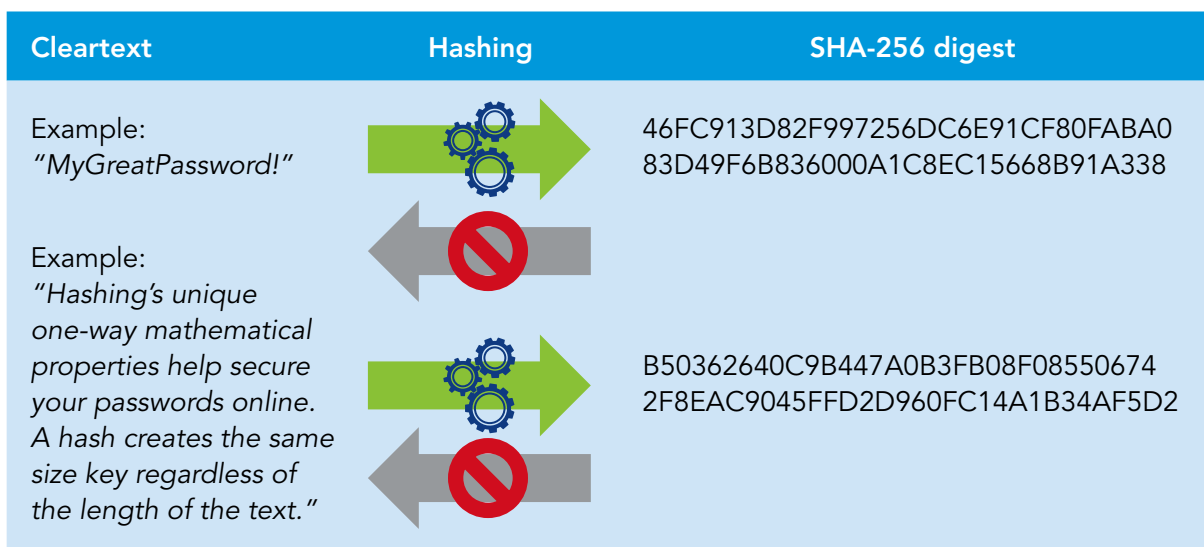 Cleartext
Hashing
SHA-256 digest
Example:
“MyGreatPassword!”
46FC913D82F997256DC6E91CF80FABA0
83D49F6B836000A1C8EC15668B91A338
Example:
“Hashing’s unique
one-way mathematical
properties help secure
your passwords online.
A hash creates the same
size key regardless of
the length of the text.”
B50362640C9B447A0B3FB08F08550674
2F8EAC9045FFD2D960FC14A1B34AF5D2